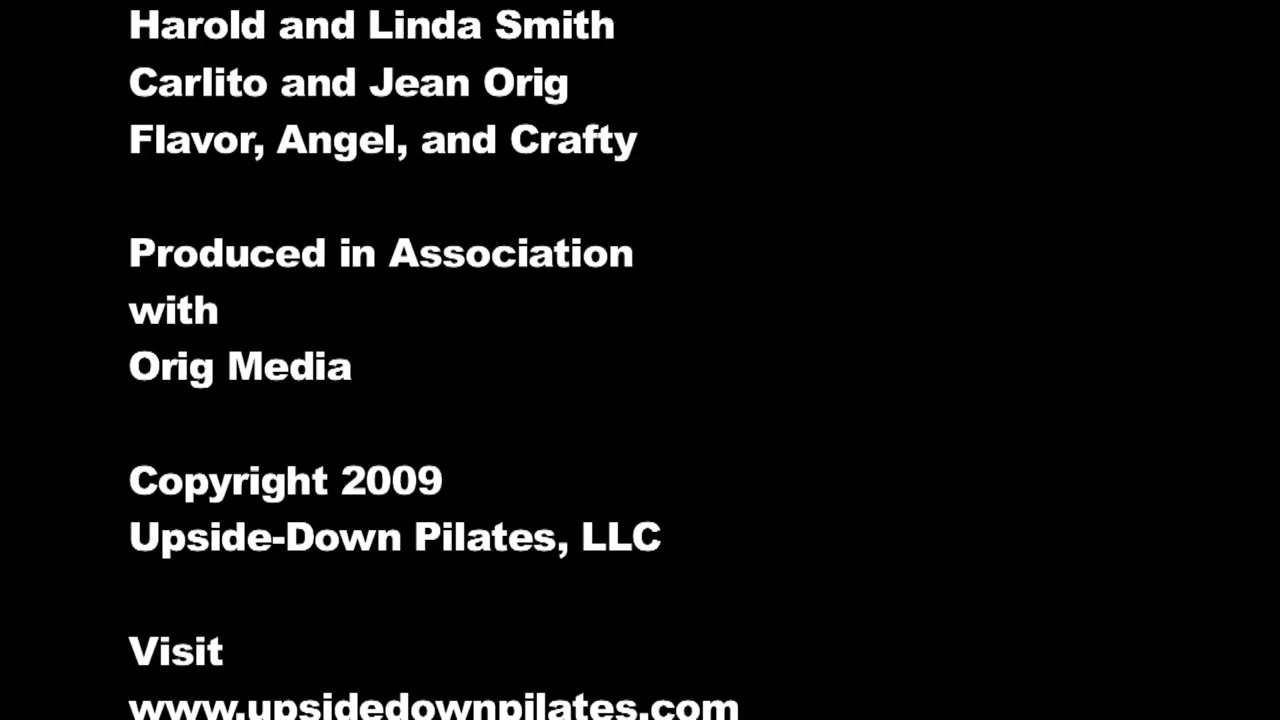 Harold and Linda Smith
Carlito and Jean Orig
Flavor, Angel, and Crafty
Produced in Association
with
Orig Media
Copyright 2009
Upside-Down Pilates, LLC
Visit
www.upsidedownpilates.com